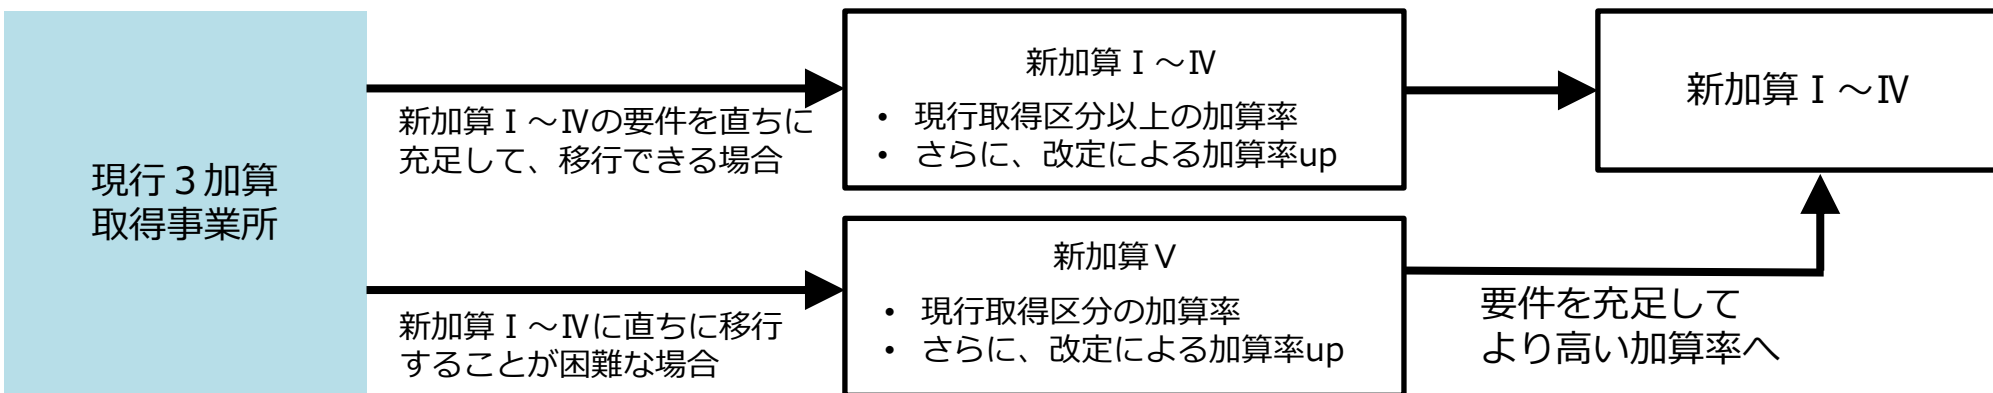 現行３加算
取得事業所
新加算Ⅰ～Ⅳの要件を直ちに
充足して、移行できる場合
新加算Ⅰ～Ⅳ
• 現行取得区分以上の加算率
• さらに、改定による加算率up
新加算Ⅰ～Ⅳ
新加算Ⅰ～Ⅳに直ちに移行
することが困難な場合
新加算Ⅴ
• 現行取得区分の加算率
• さらに、改定による加算率up
要件を充足して
より高い加算率へ